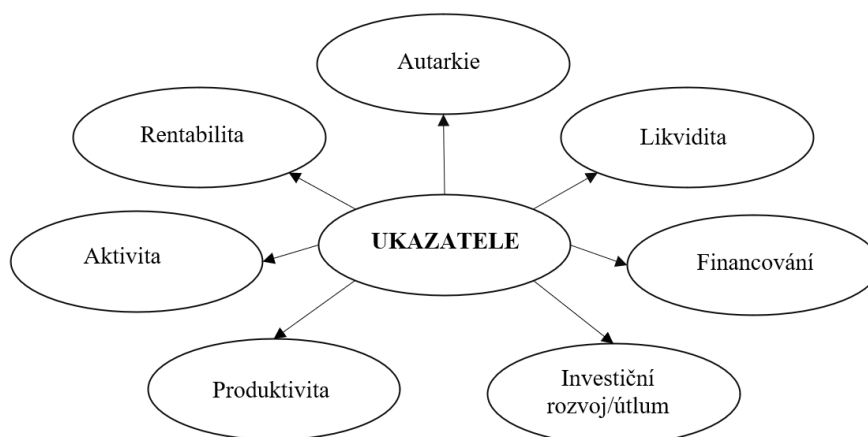 Autarkie
Rentabilita
Likvidita
UKAZATELE
Aktivita
Financování
Produktivita
Investiční
rozvoj/útlum